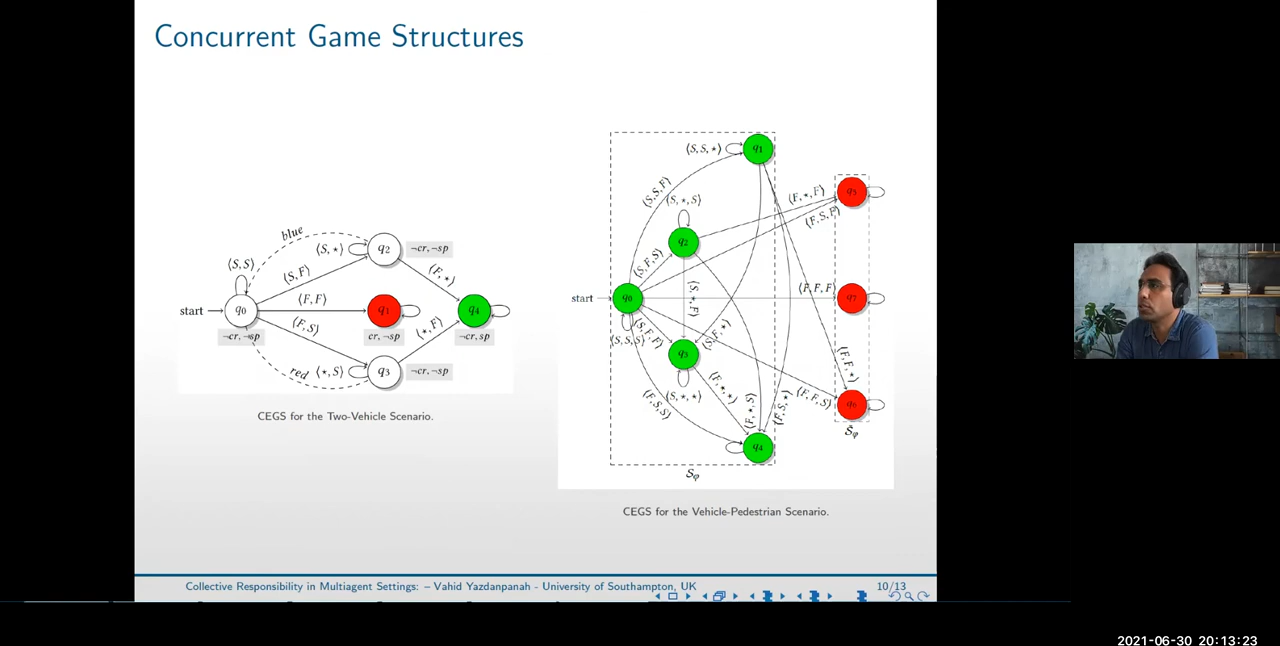 Concurrent Game Structures
blue
⟨S, S⟩
⟨S, ⋆⟩
q2
¬cr, ¬sp
⟨S, F⟩
⟨F, ⋆⟩
start
q0
⟨F, F⟩
q1
q4
¬cr, ¬sp
⟨F, S⟩
cr, ¬sp
⟨⋆, F⟩
¬cr, sp
red
⟨⋆, S⟩
q3
¬cr, ¬sp
CEGS for the Two-Vehicle Scenario.
⟨S, S, ⋆⟩
q1
⟨S, S, F⟩
⟨S, ⋆, S⟩
⟨F, ⋆, F⟩
q5
⟨F, S, F⟩
q2
⟨S, F, S⟩
start
q0
⟨S, ⋆, F⟩
⟨F, F, F⟩
q7
⟨S, S, S⟩
⟨S, F, ⋆⟩
q3
⟨F, F, ⋆⟩
⟨F, S, S⟩
⟨S, ⋆, ⋆⟩
⟨F, ⋆, ⋆⟩
⟨F, ⋆, S⟩
⟨F, S, ⋆⟩
⟨F, F, S⟩
q6
q4
S̄φ
Sφ
CEGS for the Vehicle-Pedestrian Scenario.
Collective Responsibility in Multiagent Settings: – Vahid Yazdanpanah - University of Southampton, UK
10/13
2021-06-30 20:13:23